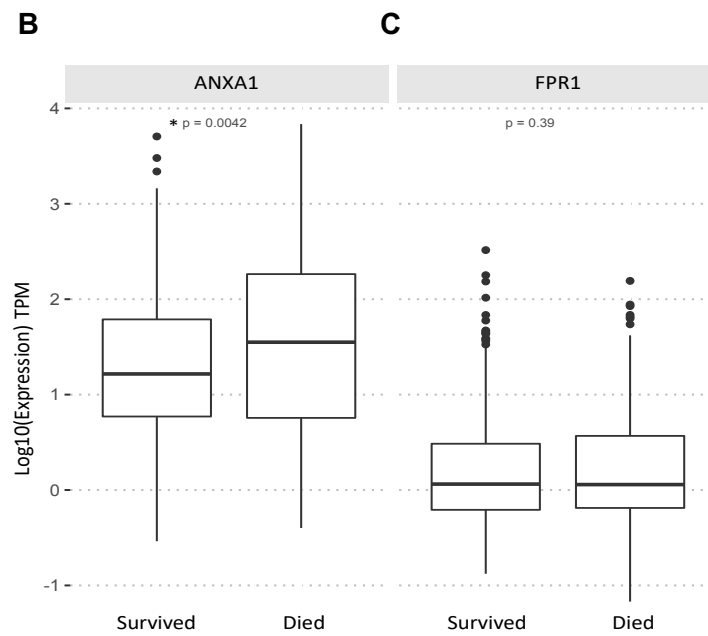 B
C
ANXA1
FPR1
* p = 0.0042
p = 0.39
Log10(Expression) TPM
4
3
2
1
0
-1
Survived
Died
Survived
Died